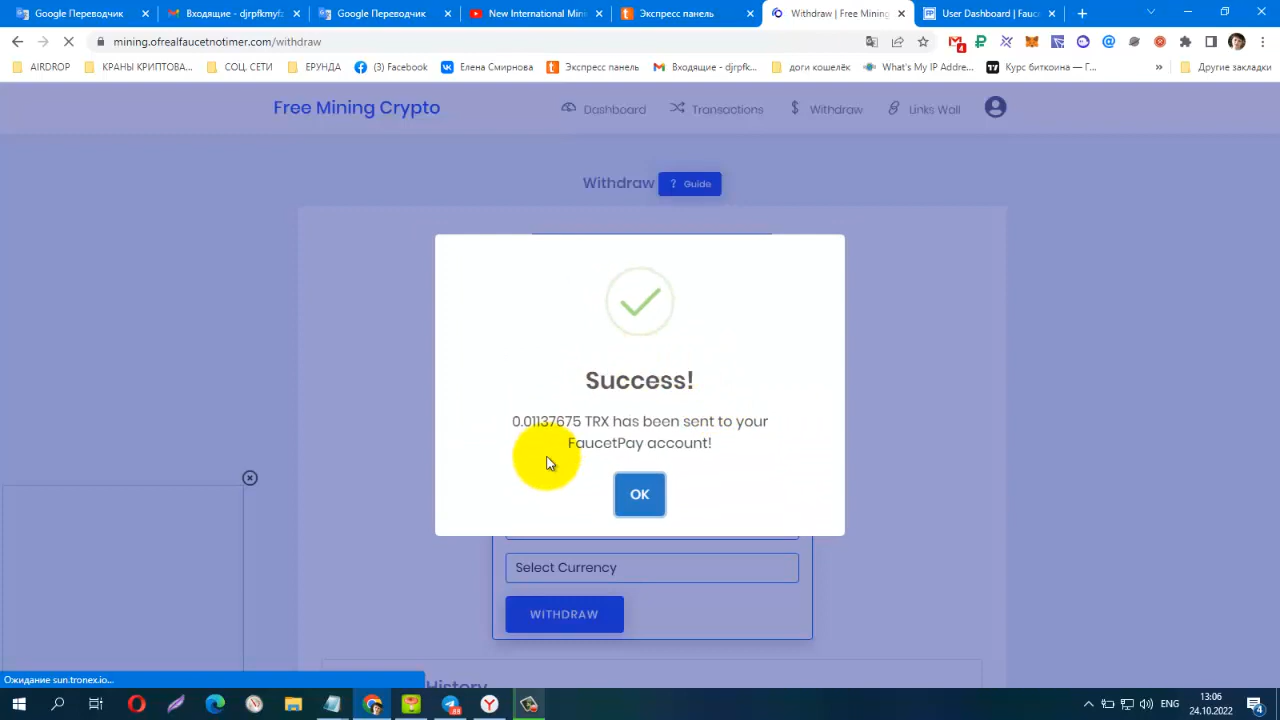 Google Переводчик
Входящие - djrpfkmyf
Google Переводчик
New International Mini
Экспресс панель
Withdraw | Free Mining
User Dashboard | Fauc
mining.ofrealfaucetnotimer.com/withdraw
4
AIRDROP
КРАНЫ КРИПТОВА...
СОЦ. СЕТИ
ЕРУНДА
(3) Facebook
Елена Смирнова
Экспресс панель
Входящие - djrpfk...
доги кошелёк
What's My IP Addre...
Курс биткоина — Г...
»
Другие закладки
Free Mining Crypto
Dashboard
Transactions
$ Withdraw
Links Wall
Withdraw
? Guide
Success!
0.01137675 TRX has been sent to your
FaucetPay account!
OK
Select Currency
WITHDRAW
History
Ожидание sun.tronex.io...
ENG
13:06
24.10.2022
4